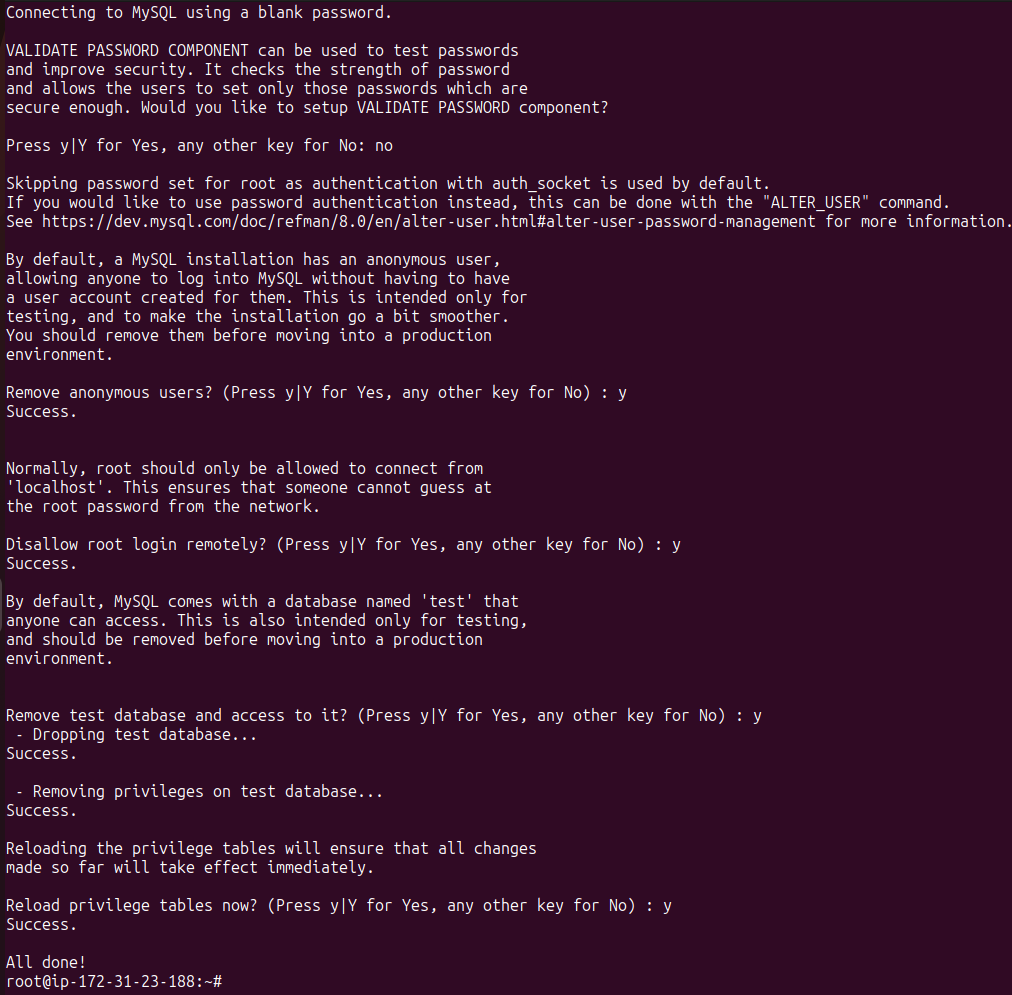 Connecting to MySQL using a blank password.
VALIDATE PASSWORD COMPONENT can be used to test passwords
and improve security. It checks the strength of password
and allows the users to set only those passwords which are
secure enough. Would you like to setup VALIDATE PASSWORD component?
Press y|Y for Yes, any other key for No: no
Skipping password set for root as authentication with auth_socket is used by default.
If you would like to use password authentication instead, this can be done with the "ALTER_USER" command.
See https://dev.mysql.com/doc/refman/8.0/en/alter-user.html#alter-user-password-management for more information.
By default, a MySQL installation has an anonymous user,
allowing anyone to log into MySQL without having to have
a user account created for them. This is intended only for
testing, and to make the installation go a bit smoother.
You should remove them before moving into a production
environment.
Remove anonymous users? (Press y|Y for Yes, any other key for No) : y
Success.
Normally, root should only be allowed to connect from
'localhost'. This ensures that someone cannot guess at
the root password from the network.
Disallow root login remotely? (Press y|Y for Yes, any other key for No) : y
Success.
By default, MySQL comes with a database named 'test' that
anyone can access. This is also intended only for testing,
and should be removed before moving into a production
environment.
Remove test database and access to it? (Press y|Y for Yes, any other key for No) : y
- Dropping test database...
Success.
- Removing privileges on test database...
Success.
Reloading the privilege tables will ensure that all changes
made so far will take effect immediately.
Reload privilege tables now? (Press y|Y for Yes, any other key for No) : y
Success.
All done!
root@ip-172-31-23-188:~#